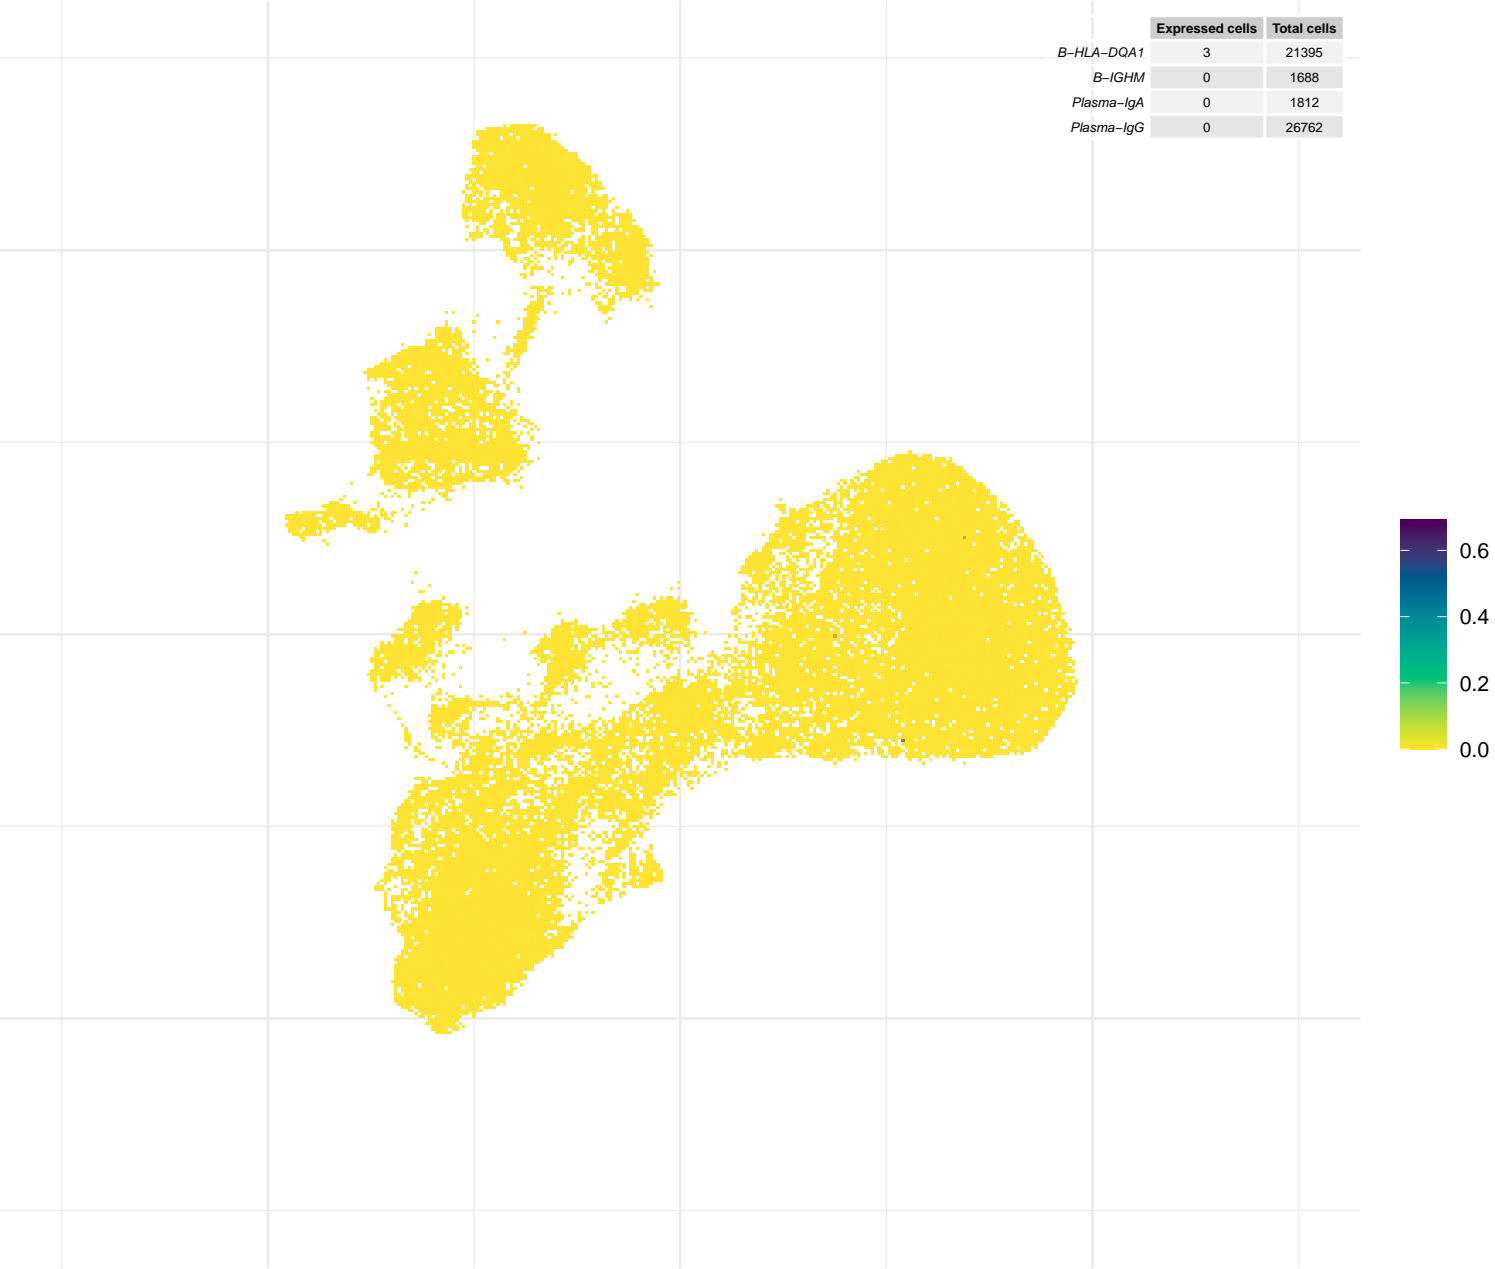 Expressed cells Total cells
B−HLA−DQA1 3 21395
B−IGHM 0 1688
Plasma−IgA 0 1812
Plasma−IgG 0 26762
0.6
0.4
0.2
0.0